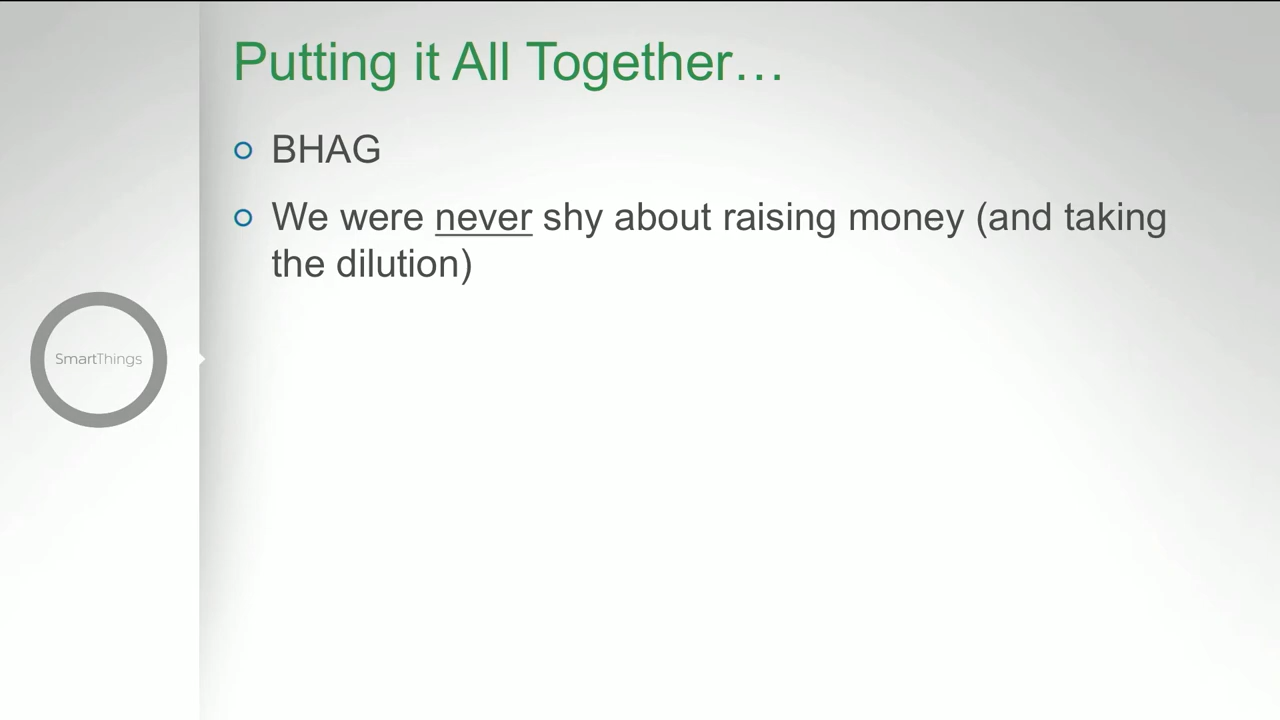 Putting it All Together…
BHAG
We were never shy about raising money (and taking
the dilution)
SmartThings